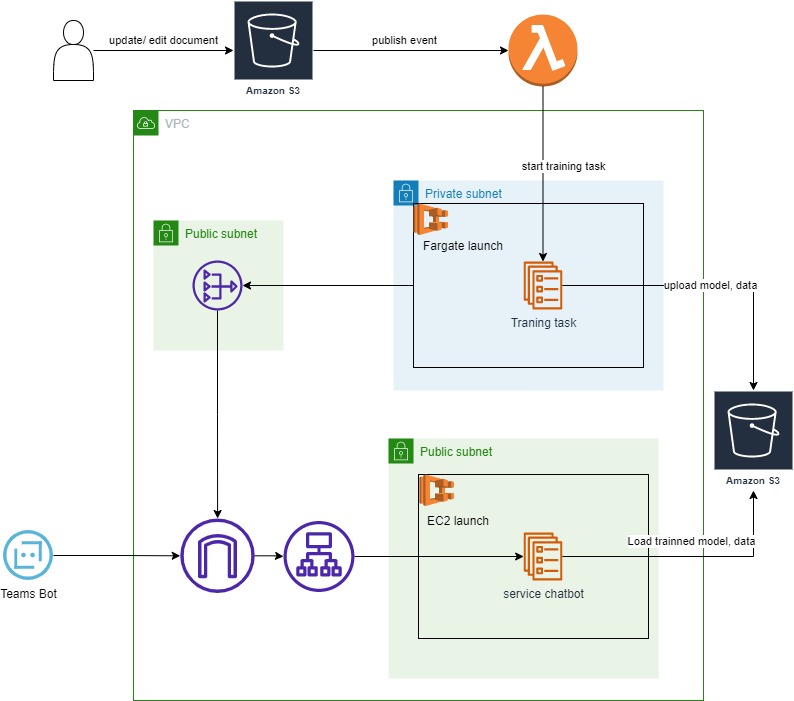 update/ edit document
publish event
Amazon S3
VPC
start training task
Private subnet
Public subnet
Fargate launch
upload model, data
Traning task
Public subnet
Amazon S3
EC2 launch
Load trainned model, data
Teams Bot
service chatbot